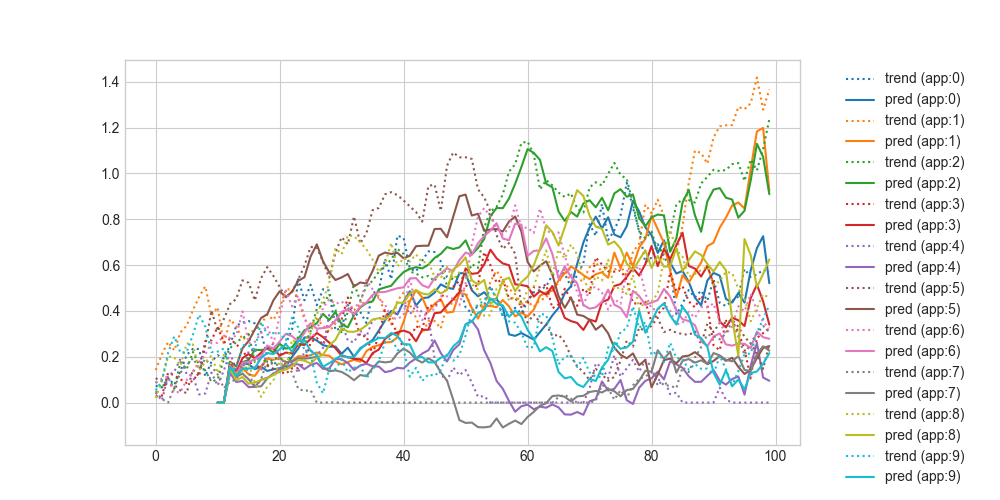 1.4
1.2
1.0
0.8
0.6
0.4
0.2
0.0
0 20 40 60 80 100
trend (app:0)
pred (app:0)
trend (app:1)
pred (app:1)
trend (app:2)
pred (app:2)
trend (app:3)
pred (app:3)
trend (app:4)
pred (app:4)
trend (app:5)
pred (app:5)
trend (app:6)
pred (app:6)
trend (app:7)
pred (app:7)
trend (app:8)
pred (app:8)
trend (app:9)
pred (app:9)